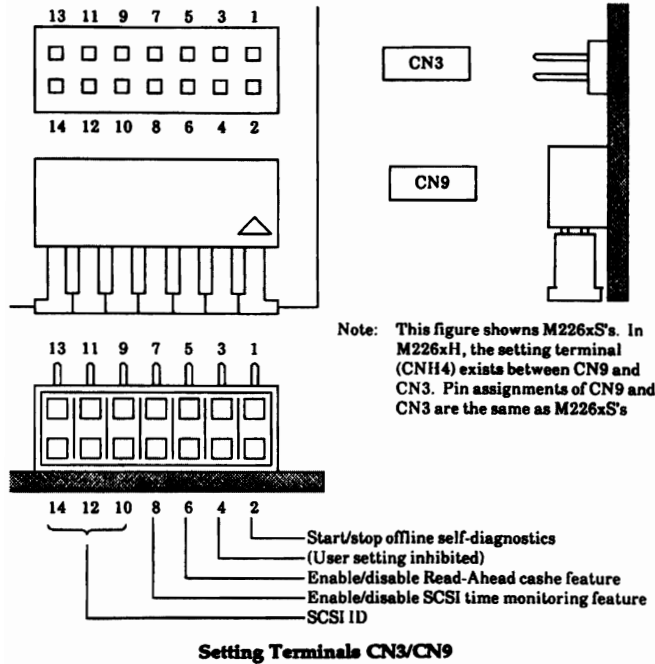 13 11 9 7 5 3 1
14 12 10 8 6 4 2
CN3
CN9
Note: This figure showns M226xS's. In
M226xH, the setting terminal
(CNH4) exists between CN9 and
CN3. Pin assignments of CN9 and
CN3 are the same as M226xS's
13 11 9 7 5 3 1
14 12 10 8 6 4 2
Start/stop offline self-diagnostics
(User setting inhibited)
Enable/disable Read-Ahead cashe feature
Enable/disable SCSI time monitoring feature
SCSI ID
Setting Terminals CN3/CN9